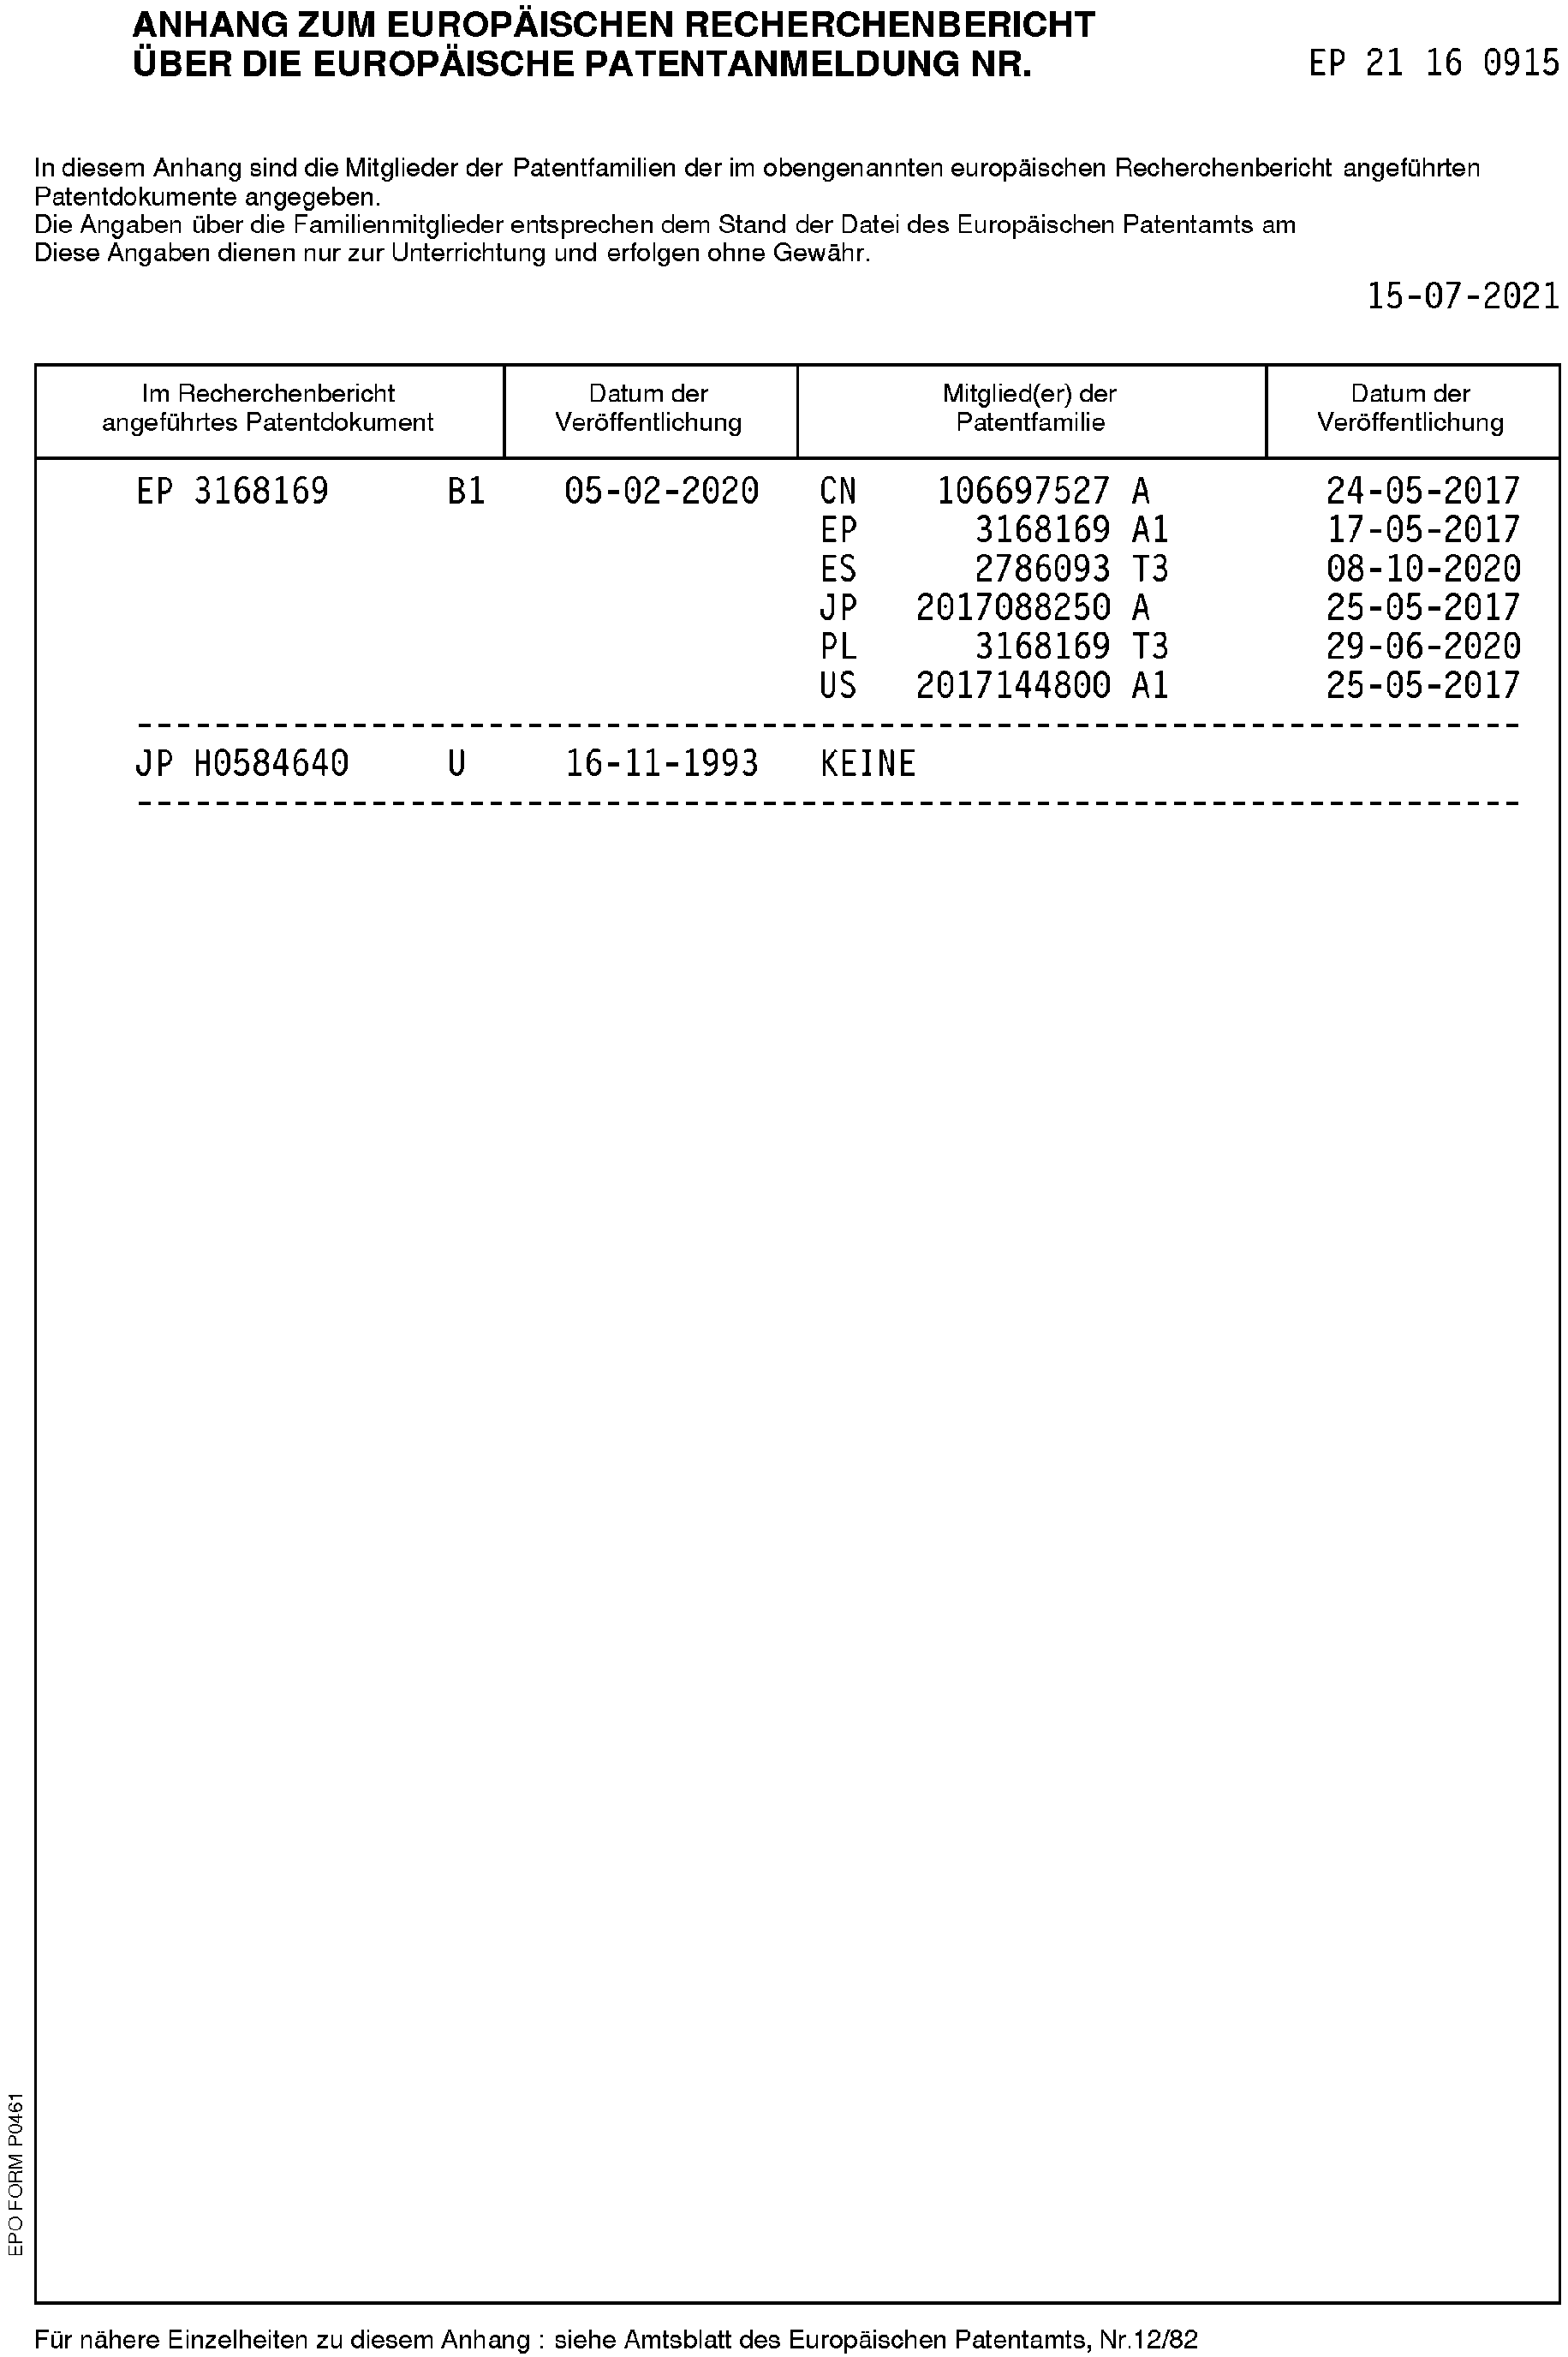 ANHANG ZUM EUROPÄISCHEN RECHERCHENBERICHT
ÜBER DIE EUROPÄISCHE PATENTANMELDUNG NR. EP 21 16 0915
In diesem Anhang sind die Mitglieder der Patentfamilien der im obengenannten europäischen Recherchenbericht angeführten
Patentdokumente angegeben.
Die Angaben über die Familienmitglieder entsprechen dem Stand der Datei des Europäischen Patentamts am
Diese Angaben dienen nur zur Unterrichtung und erfolgen ohne Gewähr.
15-07-2021
Im Recherchenbericht angeführtes Patentdokument Datum der Veröffentlichung Mitglied(er) der Patentfamilie Datum der Veröffentlichung
EP 3168169 B1 05-02-2020 CN 106697527 A 24-05-2017
EP 3168169 A1 17-05-2017
ES 2786093 T3 08-10-2020
JP 2017088250 A 25-05-2017
PL 3168169 T3 29-06-2020
US 2017144800 A1 25-05-2017
JP H0584640 U 16-11-1993 KEINE
EPO FORM P0461
Für nähere Einzelheiten zu diesem Anhang : siehe Amtsblatt des Europäischen Patentamts, Nr.12/82